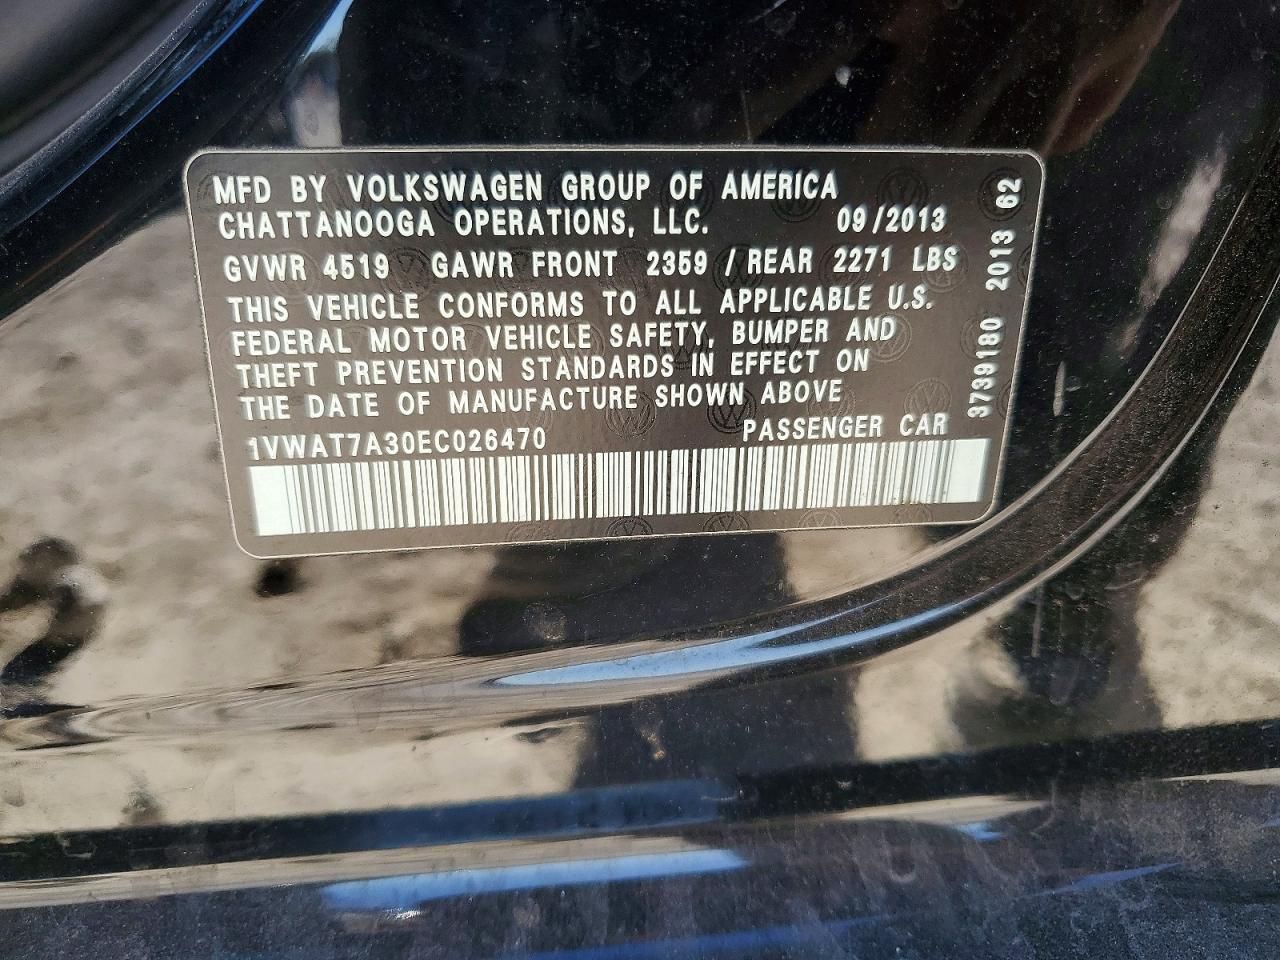 MFD BY VOLKSWAGEN GROUP OF AMERICA
CHATTANOOGA OPERATIONS, LLC. 09/2013
GVWR 4519 GAWR FRONT 2359 / REAR 2271 LBS
THIS VEHICLE CONFORMS TO ALL APPLICABLE U.S.
FEDERAL MOTOR VEHICLE SAFETY, BUMPER AND
THEFT PREVENTION STANDARDS IN EFFECT ON
THE DATE OF MANUFACTURE SHOWN ABOVE
1VWAT7A30EC026470 PASSENGER CAR
3739180 2013 62